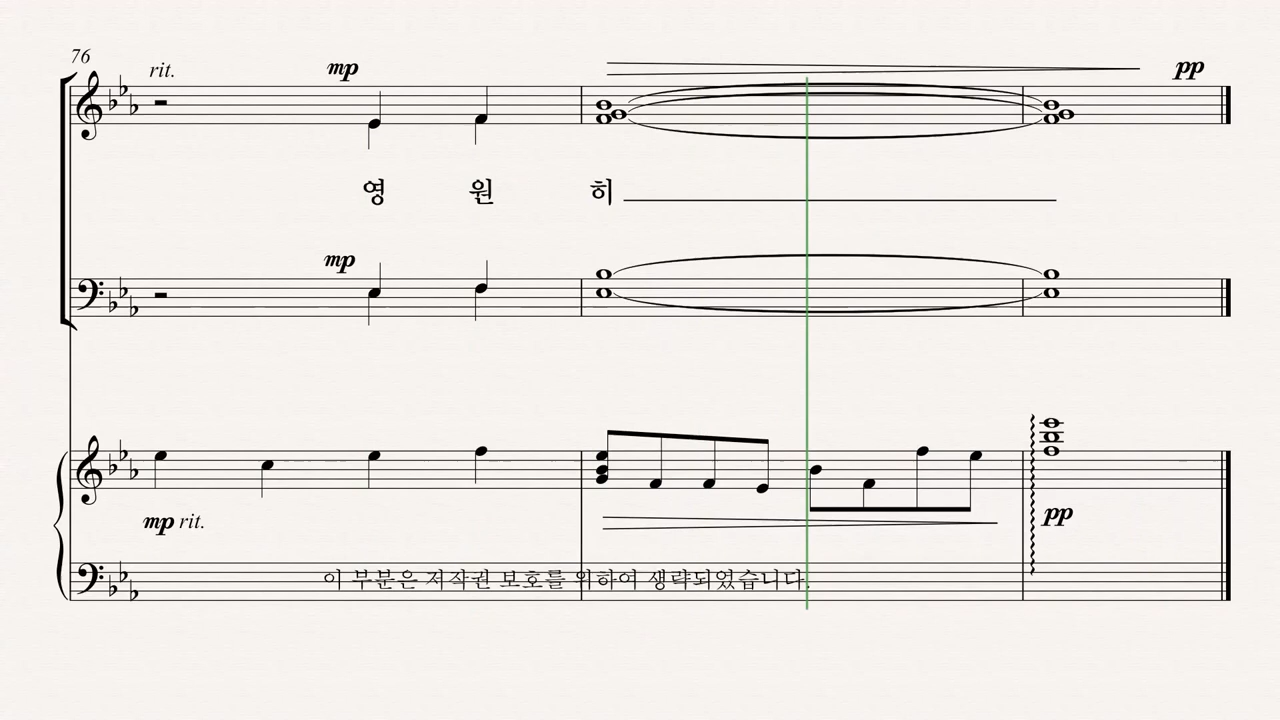 76
rit.
mp
pp
영 원 히
mp
mp rit.
pp
이 부분은 저작권 보호를 위하여 생략되었습니다.